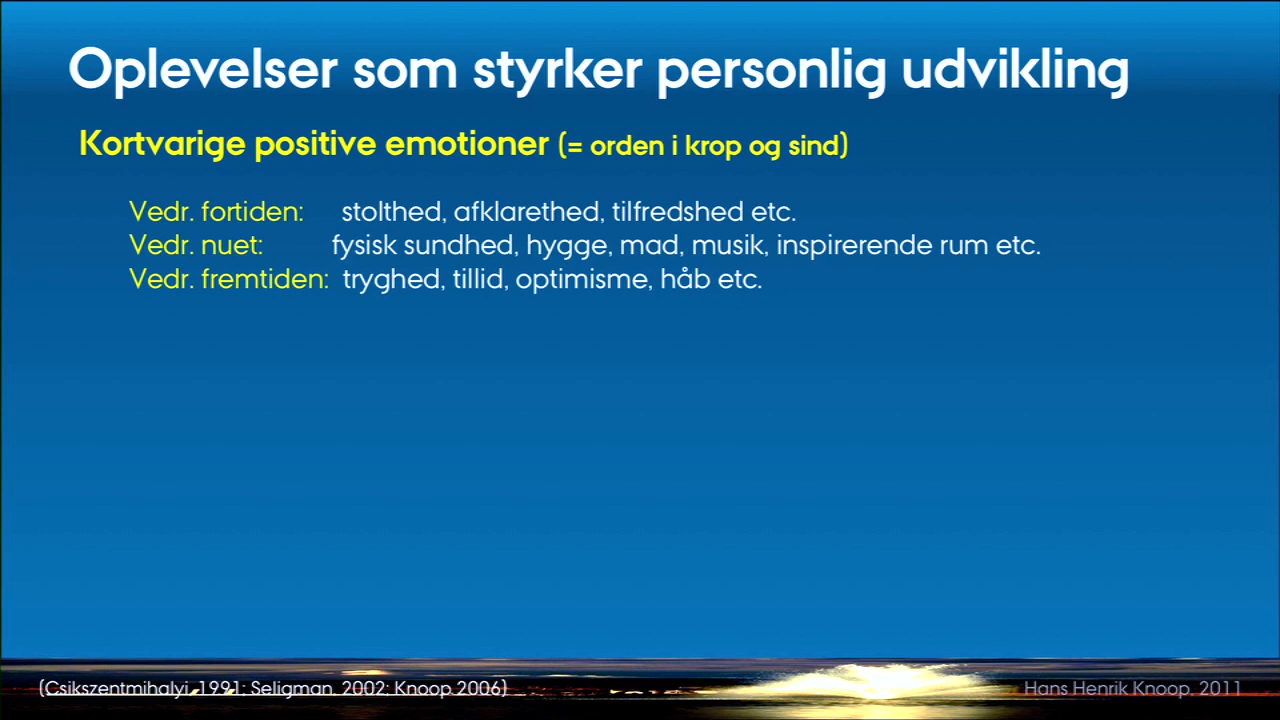 Oplevelser som styrker personlig udvikling
Kortvarige positive emotioner (= orden i krop og sind)
Vedr. fortiden: stolthed, afklarethed, tilfredshed etc.
Vedr. nuet: fysisk sundhed, hygge, mad, musik, inspirerende rum etc.
Vedr. fremtiden: tryghed, tillid, optimisme, håb etc.
(Csikszentmihalyi, 1991; Seligman, 2002; Knoop 2006)
Hans Henrik Knoop. 2011